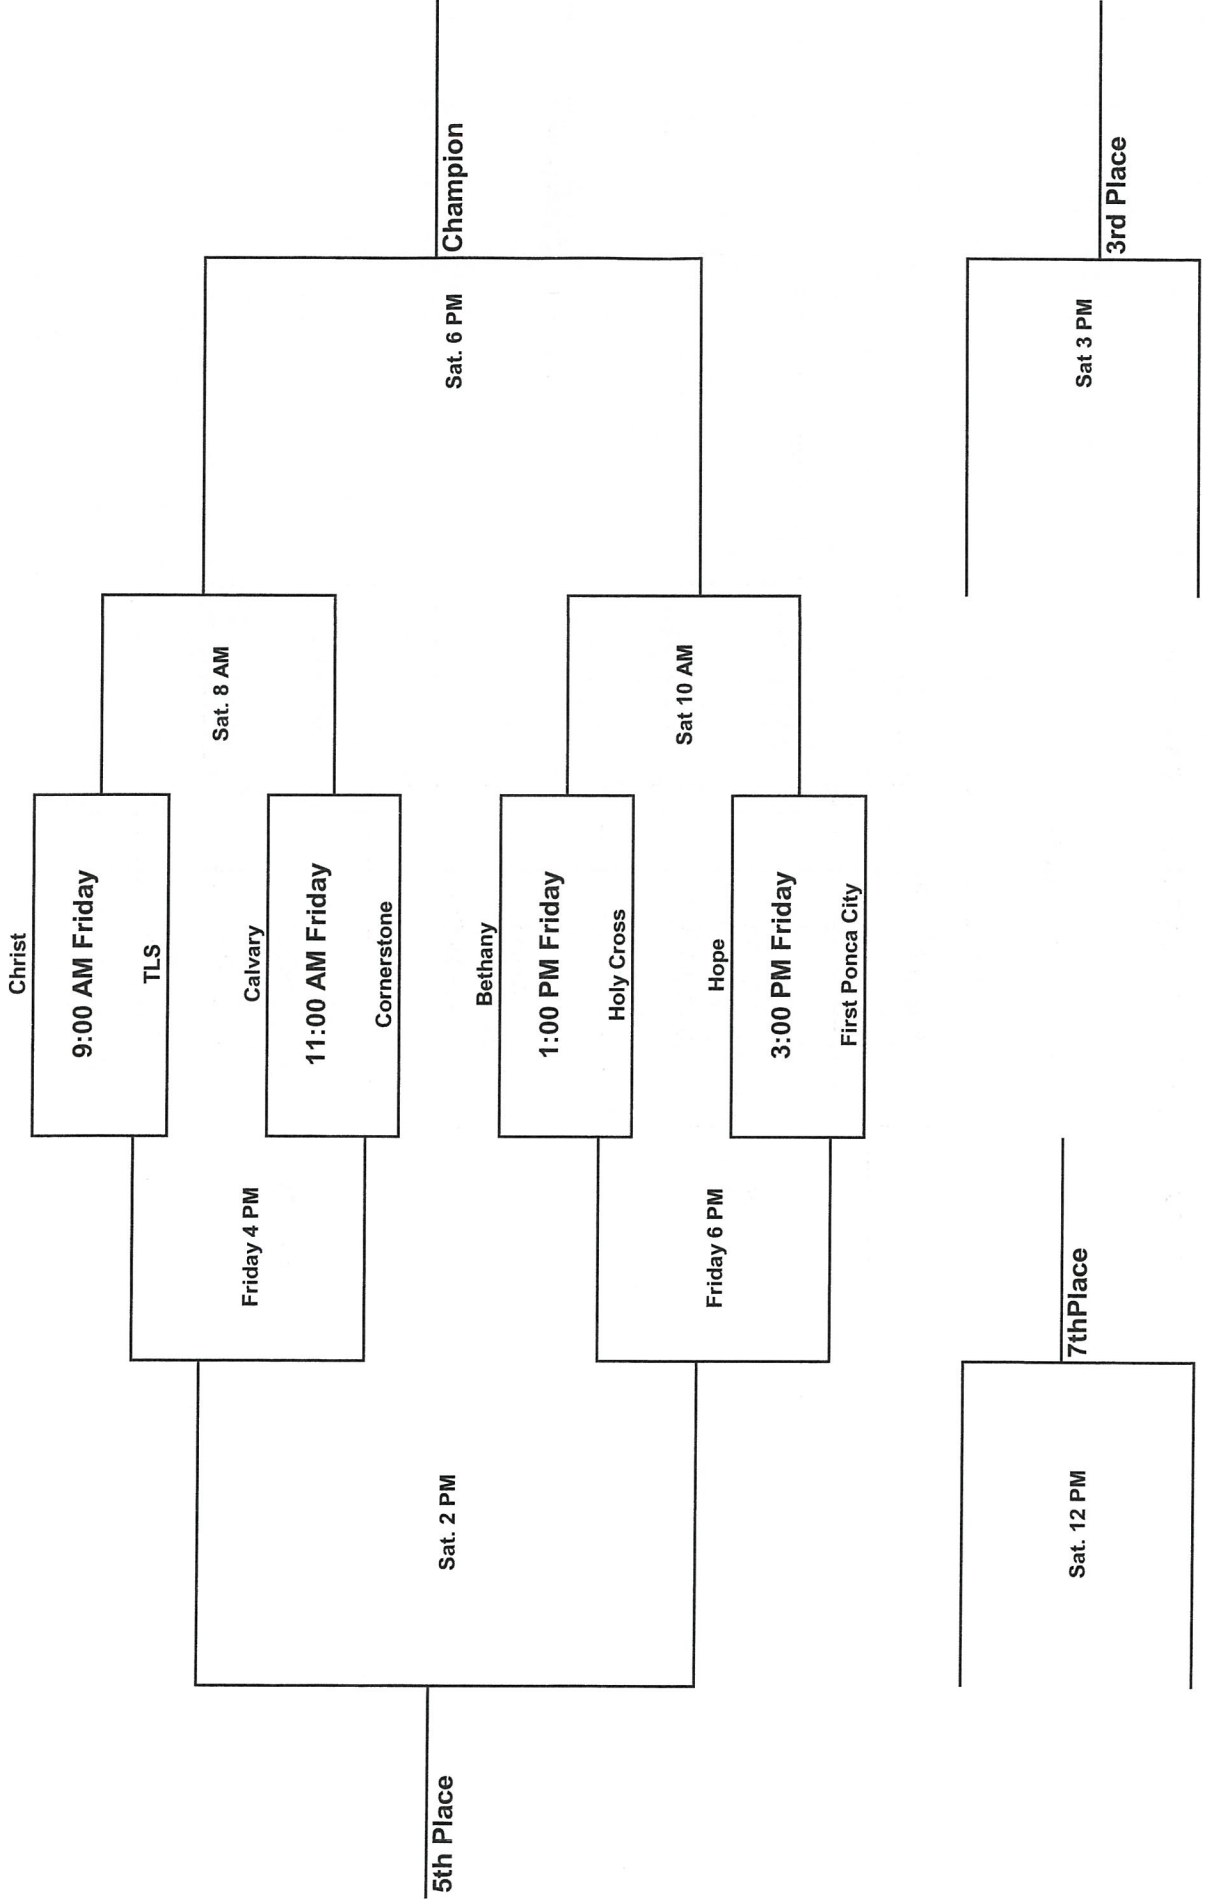 Christ
9:00 AM Friday
TLS
Calvary
11:00 AM Friday
Cornerstone
Bethany
1:00 PM Friday
Holy Cross
Hope
3:00 PM Friday
First Ponca City
Sat. 8 AM
Sat 10 AM
Sat. 6 PM
Champion
Friday 4 PM
Friday 6 PM
Sat. 2 PM
5th Place
Sat 3 PM
3rd Place
Sat. 12 PM
7thPlace